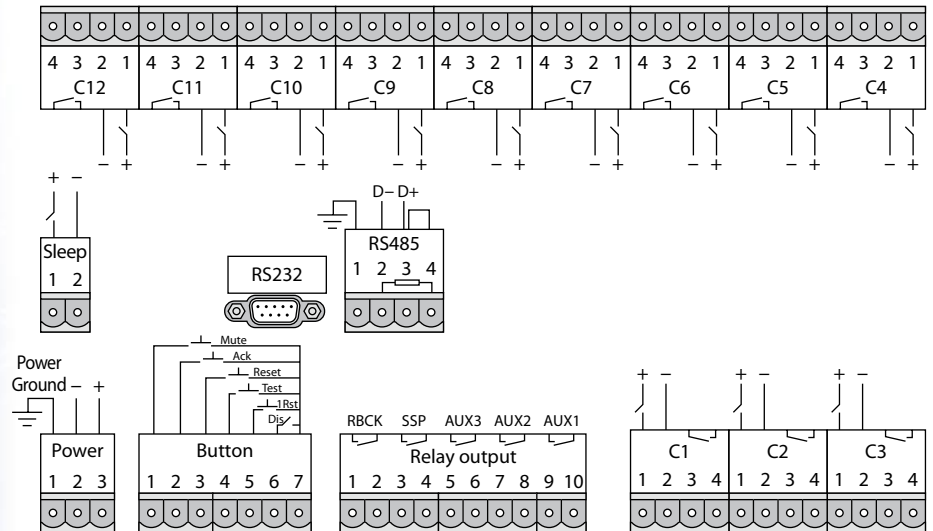 4 3 2 1 4 3 2 1 4 3 2 1 4 3 2 1 4 3 2 1 4 3 2 1 4 3 2 1 4 3 2 1 4 3 2 1
C12 C11 C10 C9 C8 C7 C6 C5 C4
− + − + − + − + − + − + − + − + − +
+ −
Sleep
1 2
RS232
D− D+
RS485
1 2 3 4
Power
Ground − +
Power
1 2 3
Mute
Ack
Reset
Test
1Rst
Dis
Button
1 2 3 4 5 6 7
RBCK SSP AUX3 AUX2 AUX1
Relay output
1 2 3 4 5 6 7 8 9 10
+ − + − + −
C1 C2 C3
1 2 3 4 1 2 3 4 1 2 3 4